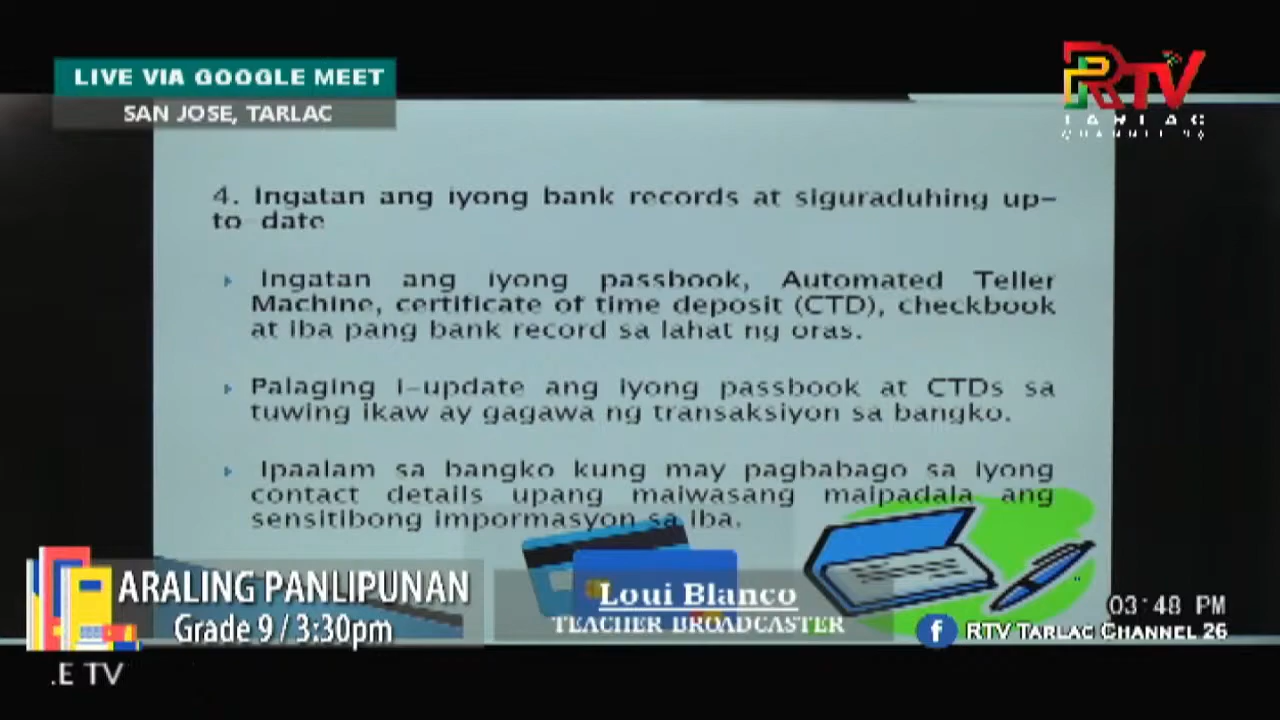 LIVE VIA GOOGLE MEET
SAN JOSE, TARLAC
RTV
TARLAC
CHANNEL 26
4. Ingatan ang iyong bank records at siguraduhing up-
to date
Ingatan ang iyong passbook, Automated Teller
Machine, certificate of time deposit (CTD), checkbook
at iba pang bank record sa lahat ng oras.
Palaging i-update ang iyong passbook at CTDs sa
tuwing ikaw ay gagawa ng transaksiyon sa bangko.
Ipaalam sa bangko kung may pagbabago sa iyong
contact details upang maiwasang maipadala ang
sensitibong impormasyon sa iba.
ARALING PANLIPUNAN
Grade 9 / 3:30pm
Loui Blanco
TEACHER BROADCASTER
03:48 PM
f RTV TARLAC CHANNEL 26
.E TV